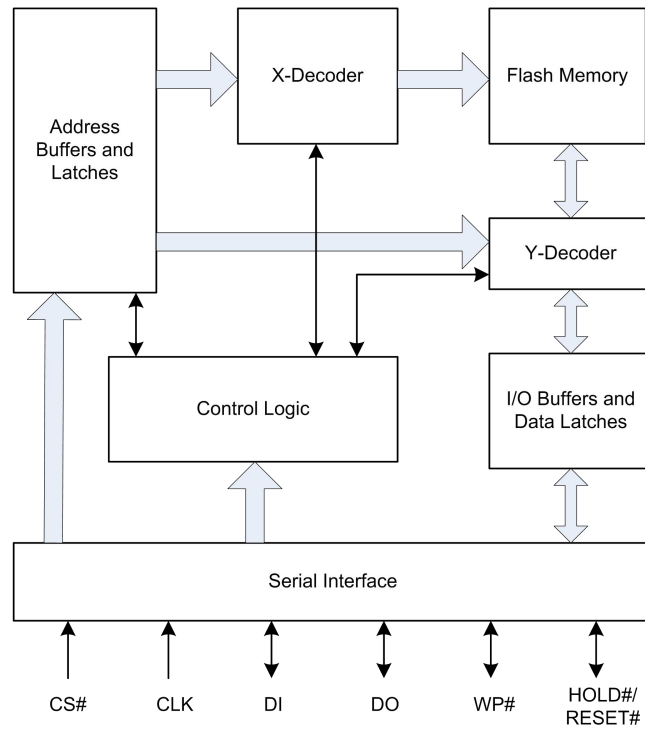 X-Decoder
Flash Memory
Address
Buffers and
Latches
Y-Decoder
Control Logic
I/O Buffers and
Data Latches
Serial Interface
CS#
CLK
DI
DO
WP#
HOLD#/
RESET#